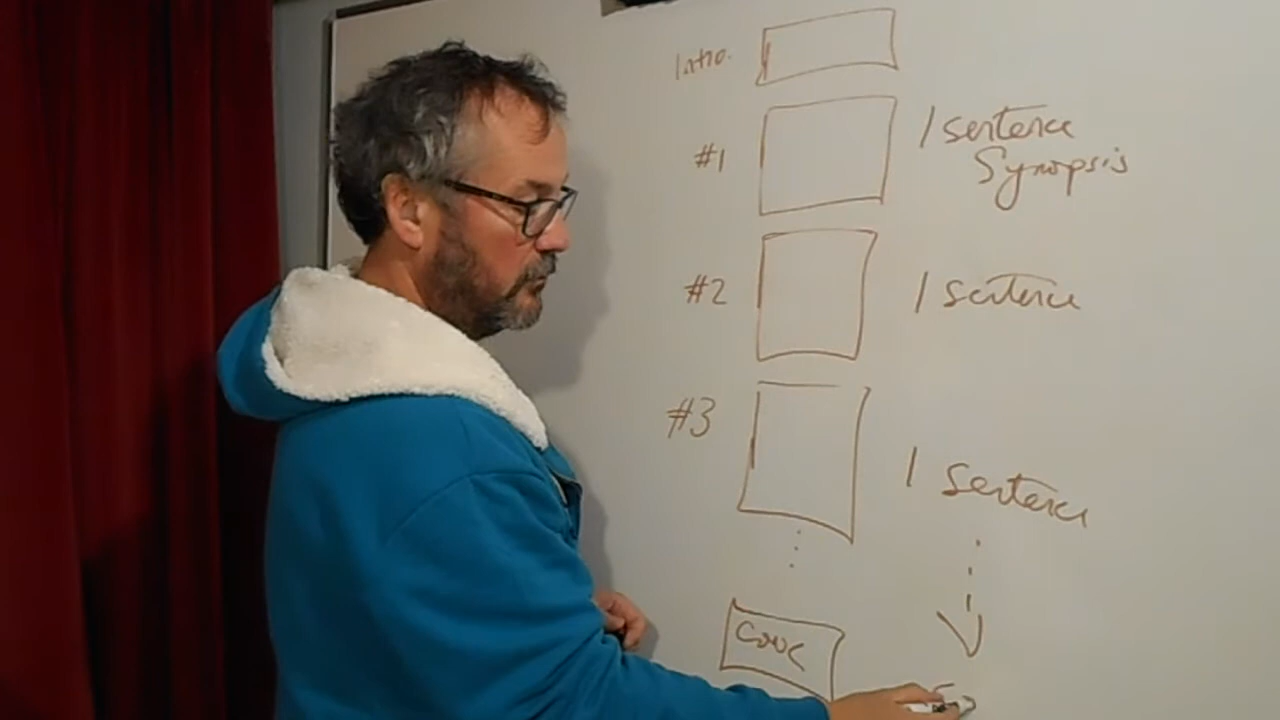 Intro.
#1
1 sentence
Synopsis
#2
1 sentence
#3
1 Sentence
Conc